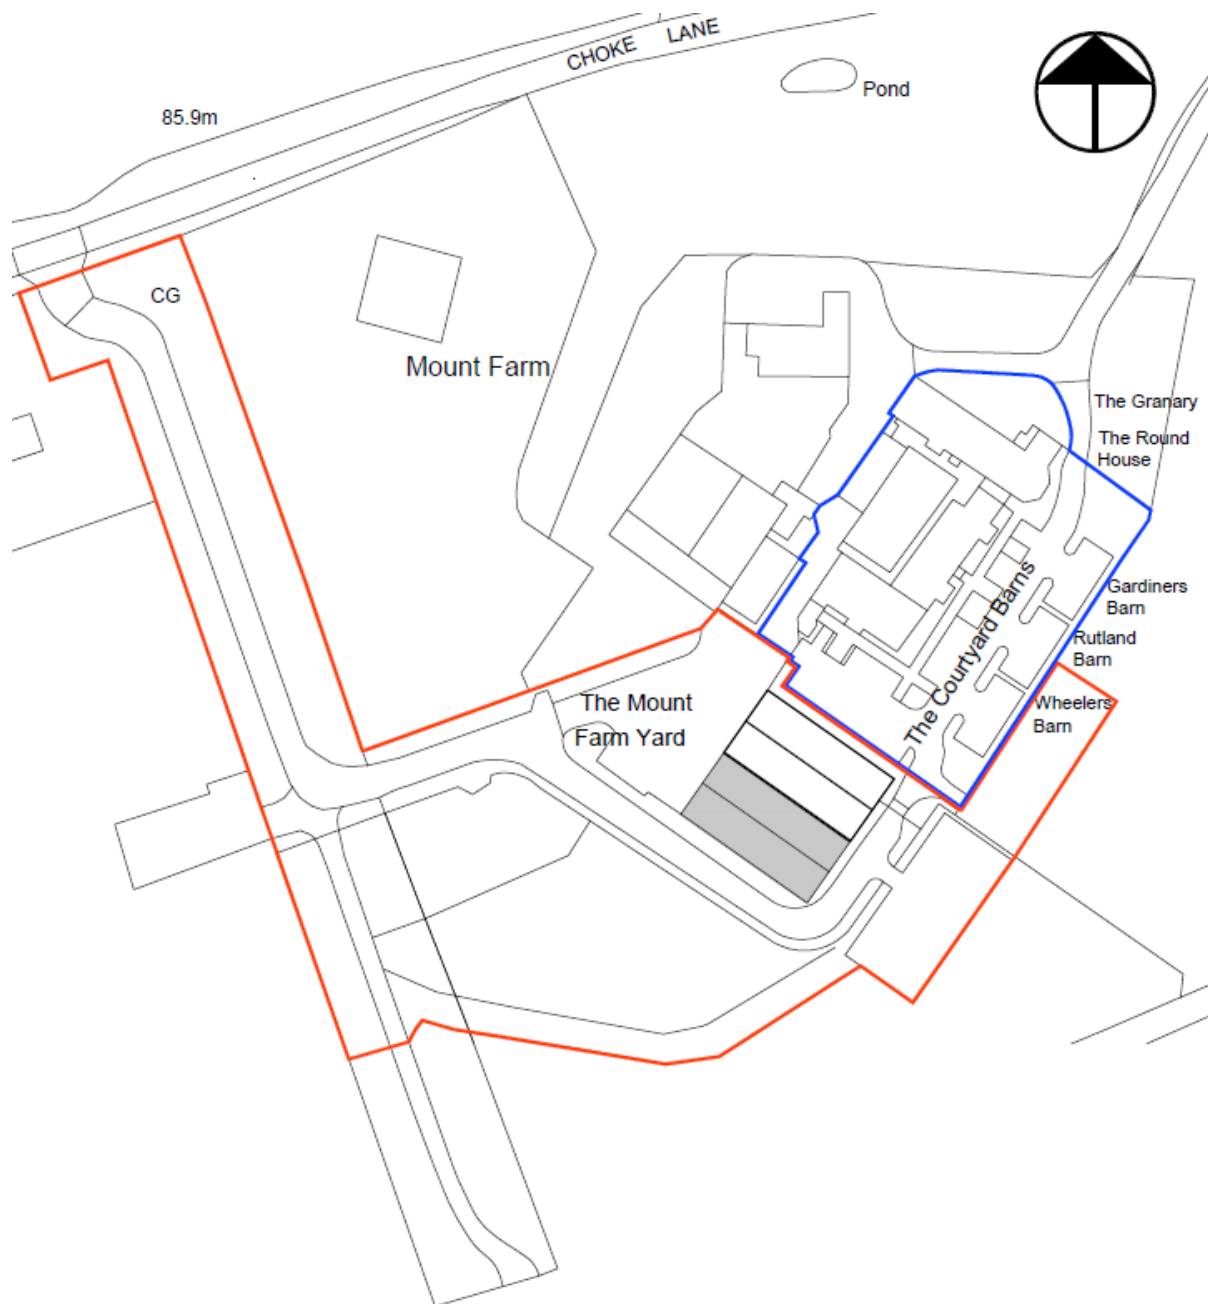 CHOKE LANE
Pond
85.9m
CG
Mount Farm
The Granary
The Round
House
The Courtyard Barns
Gardiners
Barn
Rutland
Barn
Wheelers
Barn
The Mount
Farm Yard